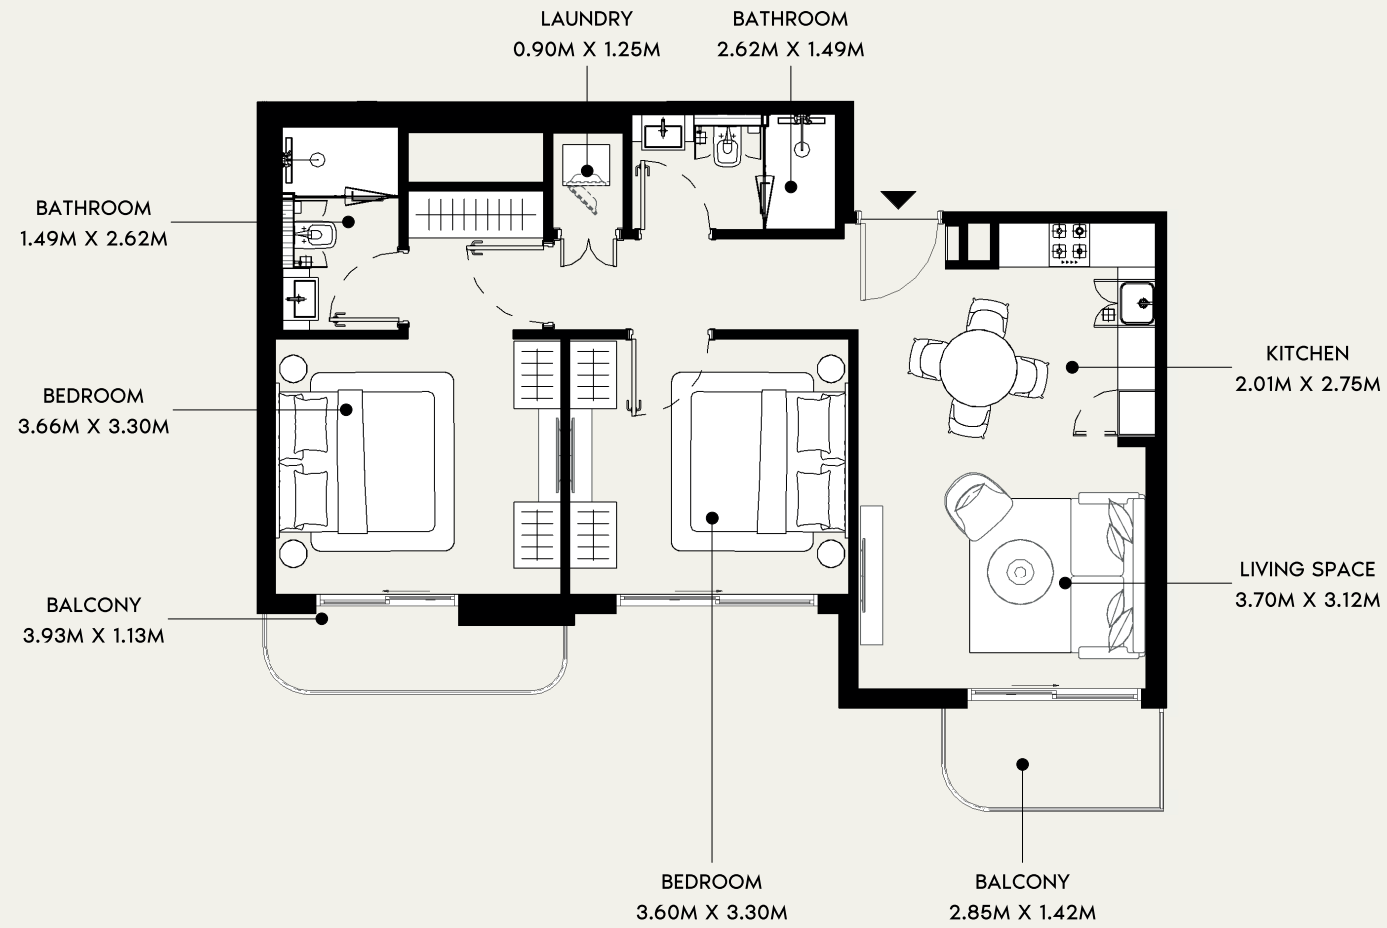 LAUNDRY
0.90M X 1.25M
BATHROOM
2.62M X 1.49M
BATHROOM
1.49M X 2.62M
KITCHEN
2.01M X 2.75M
BEDROOM
3.66M X 3.30M
LIVING SPACE
3.70M X 3.12M
BALCONY
3.93M X 1.13M
BEDROOM
3.60M X 3.30M
BALCONY
2.85M X 1.42M